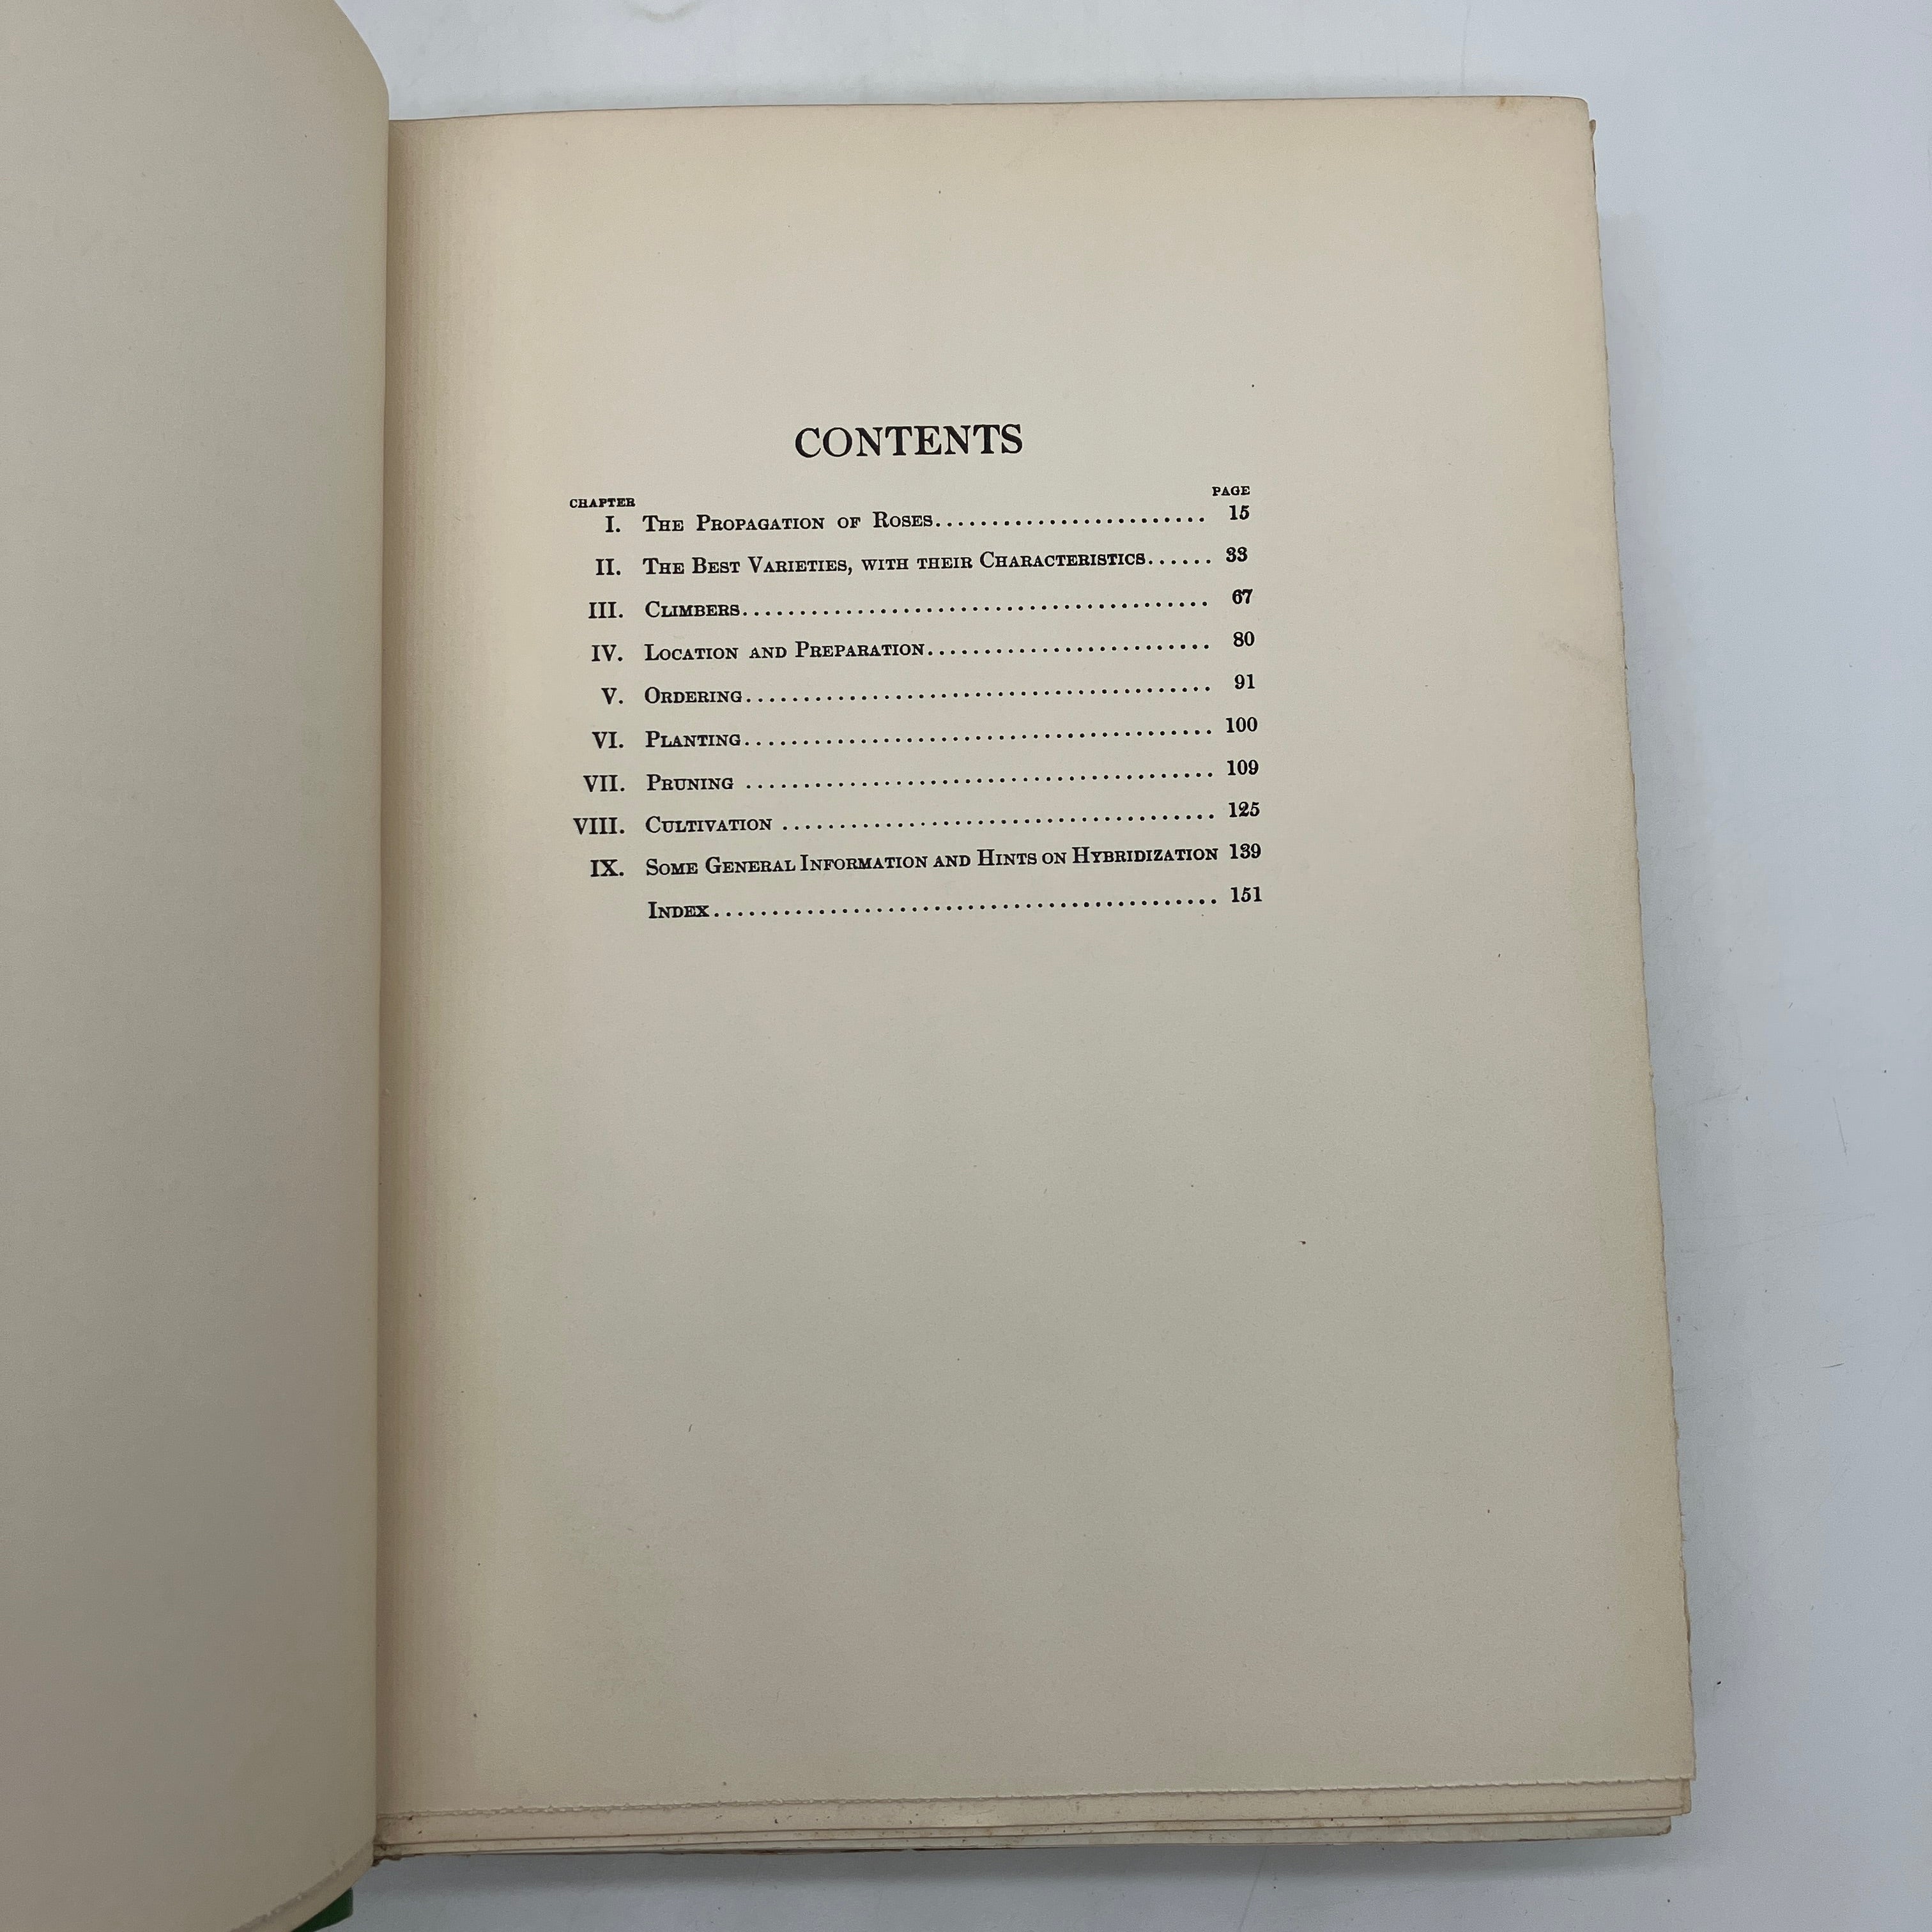 CONTENTS
CHAPTER PAGE
I. The Propagation of Roses........................ 15
II. The Best Varieties, with their Characteristics...... 33
III. Climbers......................................... 67
IV. Location and Preparation......................... 80
V. Ordering......................................... 91
VI. Planting......................................... 100
VII. Pruning ......................................... 109
VIII. Cultivation ...................................... 125
IX. Some General Information and Hints on Hybridization 139
Index............................................ 151